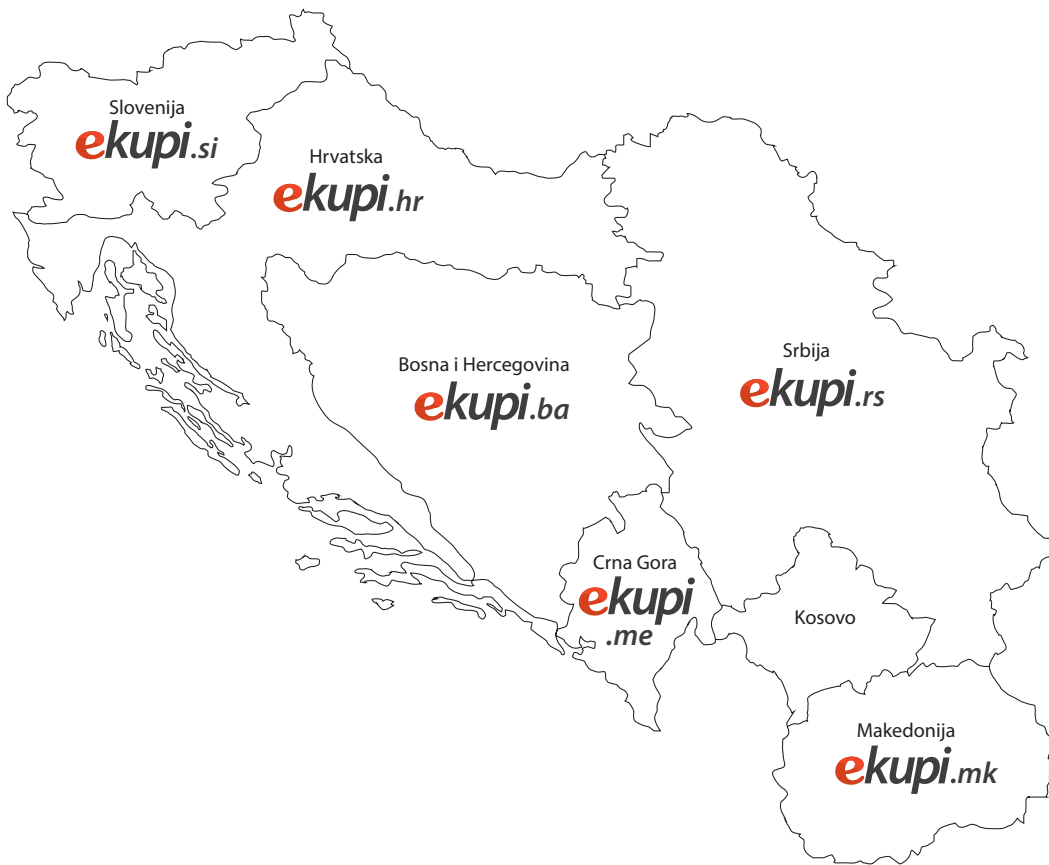 Slovenija
ekupi.si
Hrvatska
ekupi.hr
Bosna i Hercegovina
ekupi.ba
Srbija
ekupi.rs
Crna Gora
ekupi
.me
Kosovo
Makedonija
ekupi.mk